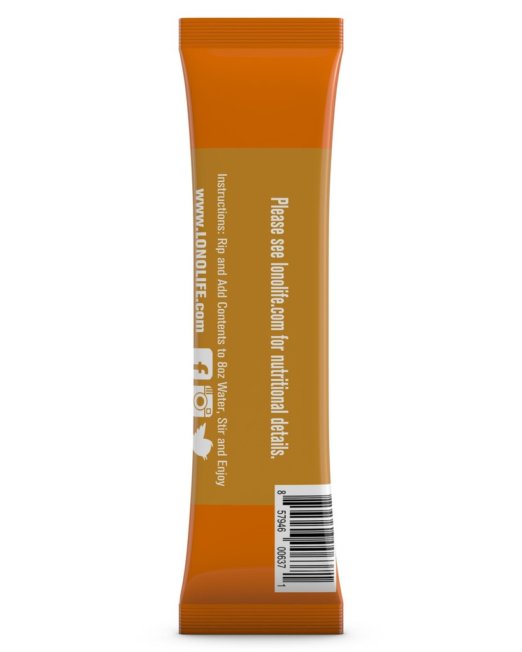 Please see lonolife.com for nutritional details.
Instructions: Rip and Add Contents to 8oz Water, Stir and Enjoy
www.LONOLIFE.com
8 57946 00637 1